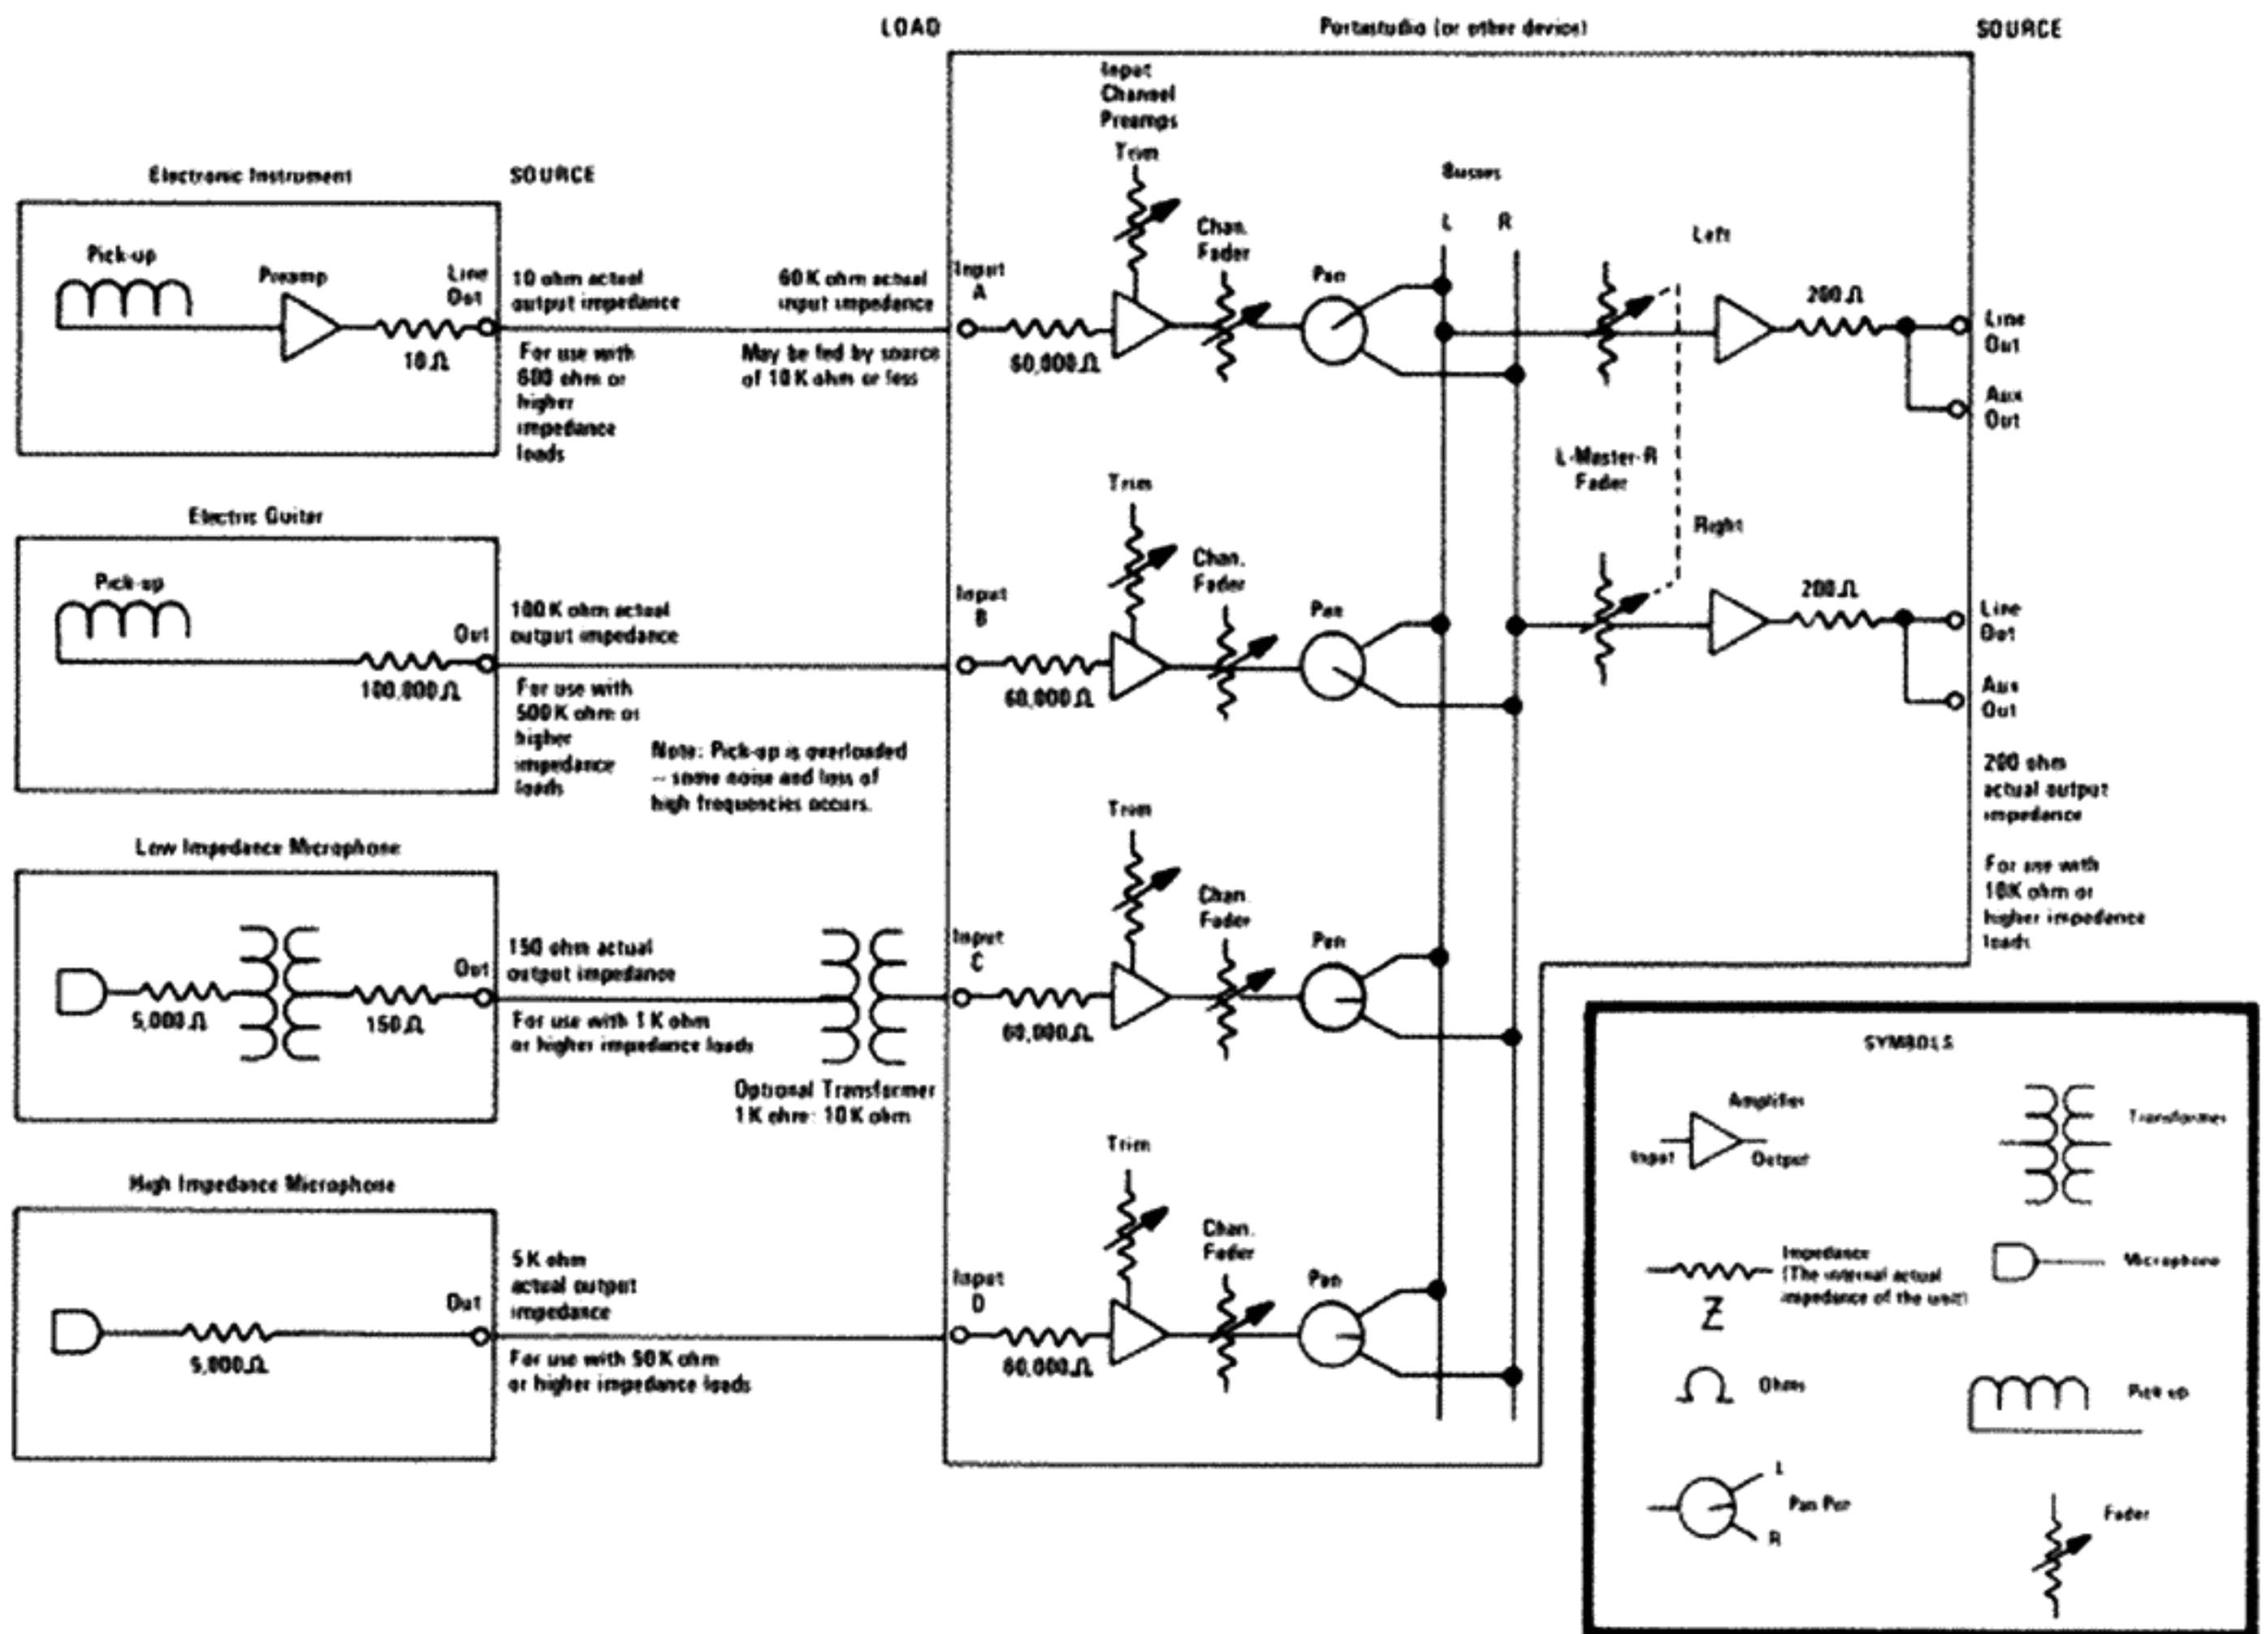 LOAD
Portastudio (or other device)
SOURCE
Input
Channel
Preamps
Trim
Electronic Instrument
SOURCE
Pick-up
Preamp
Line
Out
10 Ω
10 ohm actual
output impedance
For use with
600 ohm or
higher
impedance
loads
60 K ohm actual
input impedance
May be fed by source
of 10 K ohm or less
Input
A
60,000 Ω
Chan.
Fader
Pan
Busses
L
R
Left
200 Ω
Line
Out
Aux
Out
L-Master-R
Fader
Electric Guitar
Pick-up
Out
100,000 Ω
100 K ohm actual
output impedance
For use with
500 K ohm or
higher
impedance
loads
Note: Pick-up is overloaded
– some noise and loss of
high frequencies occurs.
Input
B
60,000 Ω
Trim
Chan.
Fader
Pan
Right
200 Ω
Line
Out
Aux
Out
200 ohm
actual output
impedance
For use with
10K ohm or
higher impedance
loads
Low Impedance Microphone
5,000 Ω
150 Ω
Out
150 ohm actual
output impedance
For use with 1 K ohm
or higher impedance loads
Optional Transformer
1 K ohm: 10 K ohm
Input
C
60,000 Ω
Trim
Chan.
Fader
Pan
High Impedance Microphone
5,000 Ω
Out
5 K ohm
actual output
impedance
For use with 50 K ohm
or higher impedance loads
Input
D
60,000 Ω
Trim
Chan.
Fader
Pan
SYMBOLS
Amplifier
Input
Output
Transformer
Impedance
(The internal actual
impedance of the unit)
Z
Microphone
Ohms
Pick up
L
Pan Pot
R
Fader